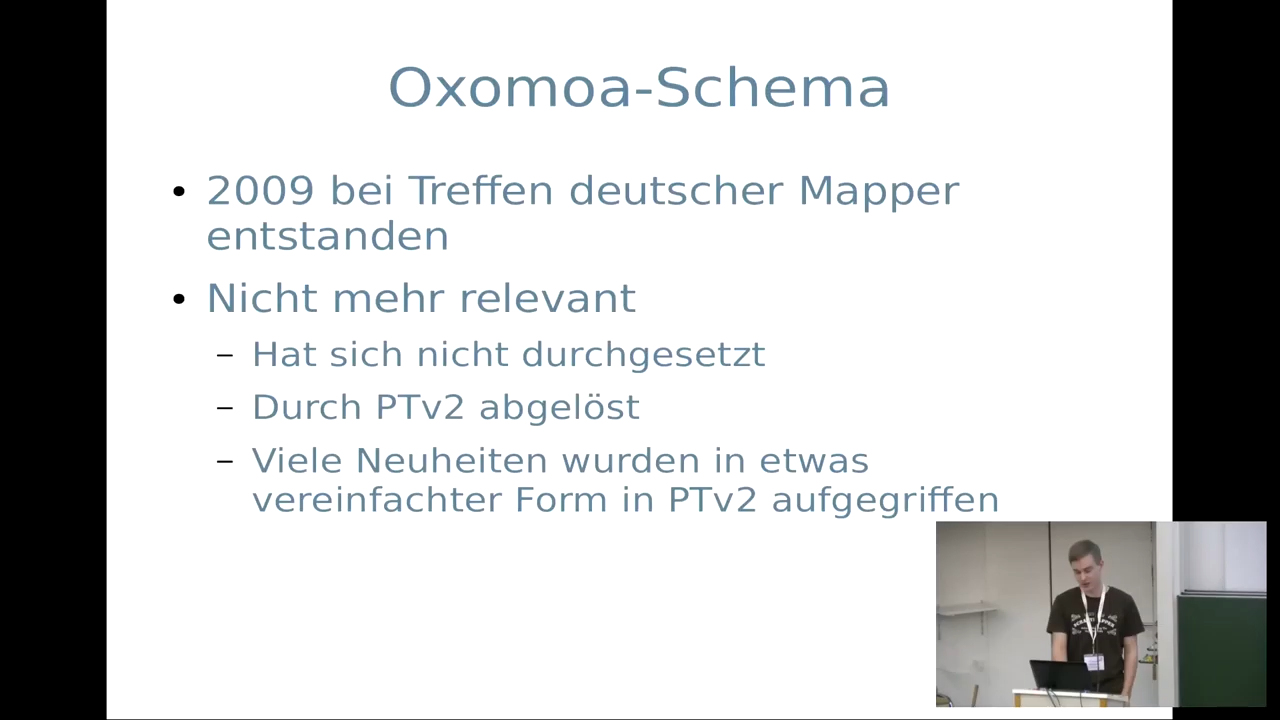 Oxomoa-Schema
• 2009 bei Treffen deutscher Mapper
entstanden
• Nicht mehr relevant
– Hat sich nicht durchgesetzt
– Durch PTv2 abgelöst
– Viele Neuheiten wurden in etwas
vereinfachter Form in PTv2 aufgegriffen